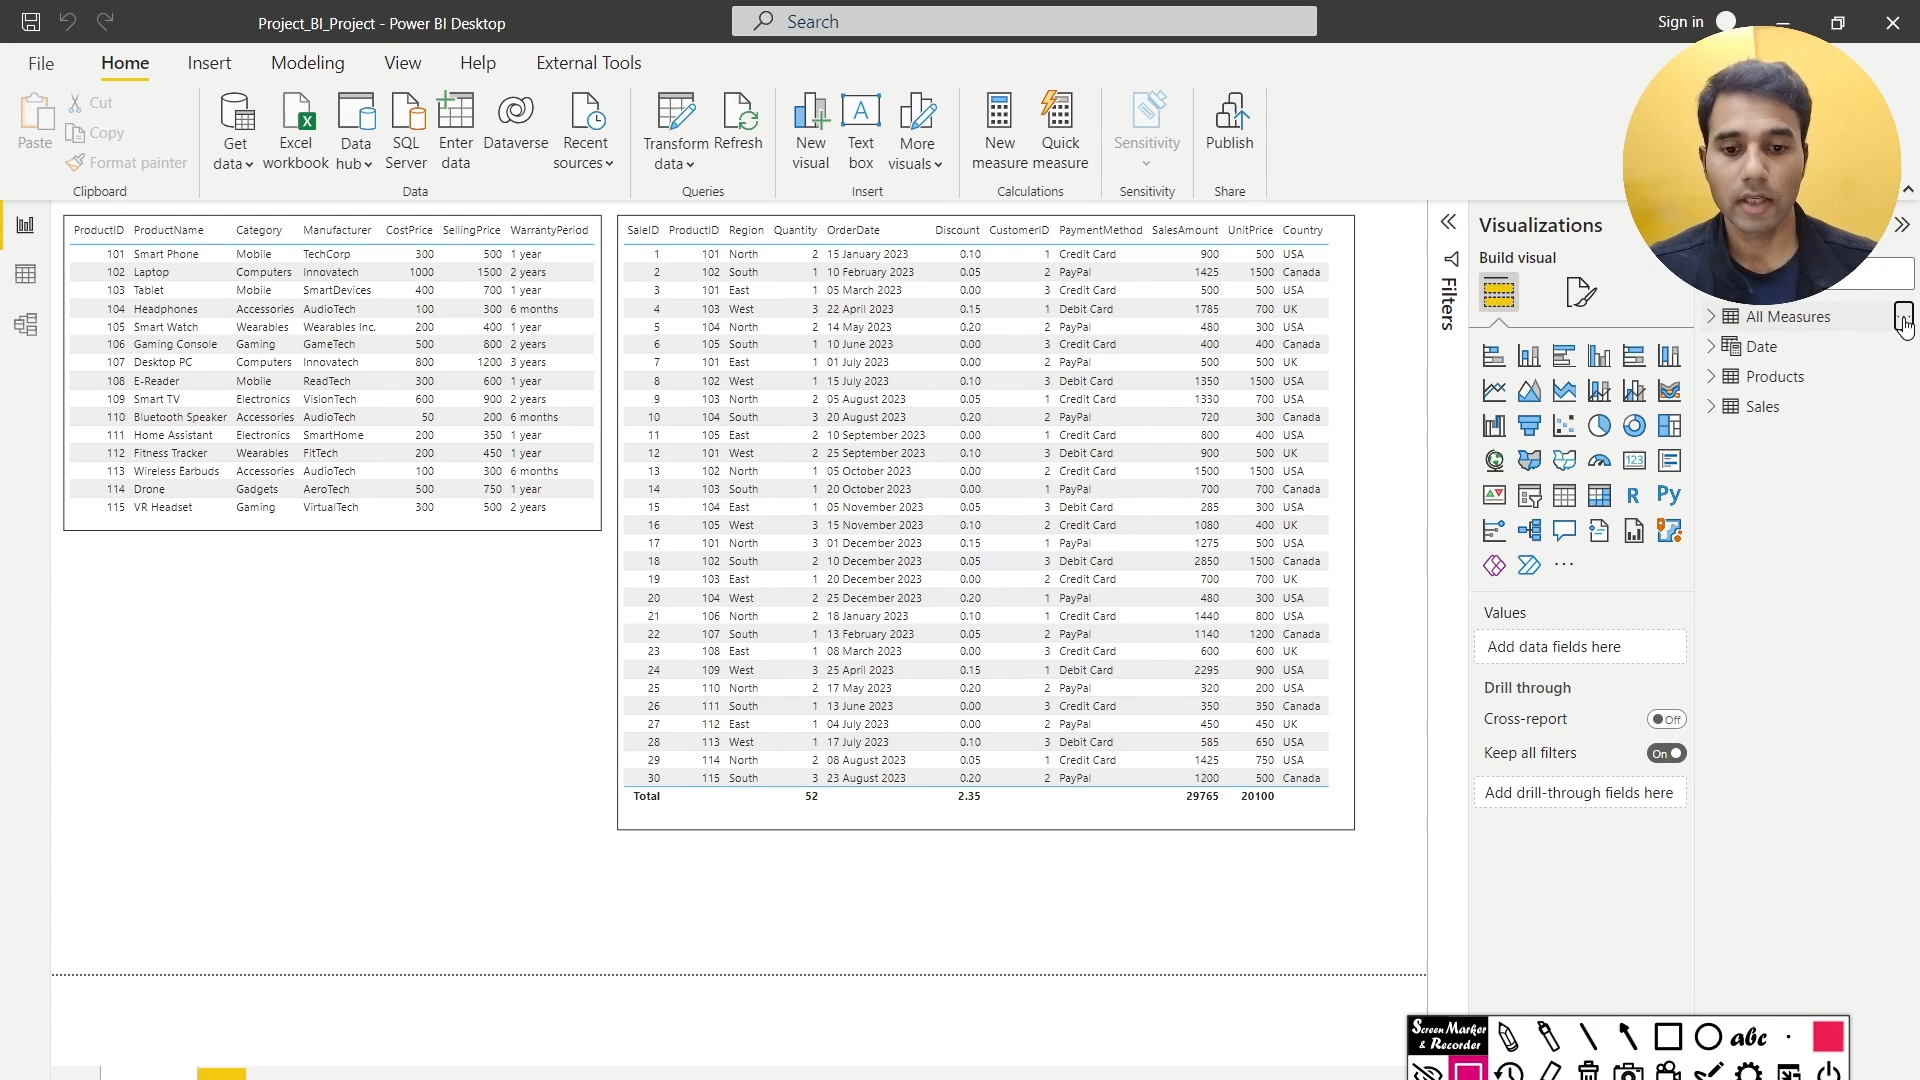 Project_BI_Project - Power BI Desktop
Search
Sign in
File Home Insert Modeling View Help External Tools
Paste
Cut
Copy
Format painter
Clipboard
Get data
Excel workbook
Data hub
SQL Server
Enter data
Dataverse
Recent sources
Data
Transform data
Refresh
Queries
New visual
Text box
More visuals
Insert
New measure
Quick measure
Calculations
Sensitivity
Sensitivity
Publish
Share
ProductID ProductName Category Manufacturer CostPrice SellingPrice WarrantyPeriod
101 Smart Phone Mobile TechCorp 300 500 1 year
102 Laptop Computers Innovatech 1000 1500 2 years
103 Tablet Mobile SmartDevices 400 700 1 year
104 Headphones Accessories AudioTech 100 300 6 months
105 Smart Watch Wearables Wearables Inc. 200 400 1 year
106 Gaming Console Gaming GameTech 500 800 2 years
107 Desktop PC Computers Innovatech 800 1200 3 years
108 E-Reader Mobile ReadTech 300 600 1 year
109 Smart TV Electronics VisionTech 600 900 2 years
110 Bluetooth Speaker Accessories AudioTech 50 200 6 months
111 Home Assistant Electronics SmartHome 200 350 1 year
112 Fitness Tracker Wearables FitTech 200 450 1 year
113 Wireless Earbuds Accessories AudioTech 100 300 6 months
114 Drone Gadgets AeroTech 500 750 1 year
115 VR Headset Gaming VirtualTech 300 500 2 years
SaleID ProductID Region Quantity OrderDate Discount CustomerID PaymentMethod SalesAmount UnitPrice Country
1 101 North 2 15 January 2023 0.10 1 Credit Card 900 500 USA
2 102 South 1 10 February 2023 0.05 2 PayPal 1425 1500 Canada
3 101 East 1 05 March 2023 0.00 3 Credit Card 500 500 USA
4 103 West 3 22 April 2023 0.15 1 Debit Card 1785 700 UK
5 104 North 2 14 May 2023 0.20 2 PayPal 480 300 USA
6 105 South 1 10 June 2023 0.00 3 Credit Card 400 400 Canada
7 101 East 1 01 July 2023 0.00 2 PayPal 500 500 UK
8 102 West 1 15 July 2023 0.10 3 Debit Card 1350 1500 USA
9 103 North 2 05 August 2023 0.05 1 Credit Card 1330 700 USA
10 104 South 3 20 August 2023 0.20 2 PayPal 720 300 Canada
11 105 East 2 10 September 2023 0.00 1 Credit Card 800 400 USA
12 101 West 2 25 September 2023 0.10 3 Debit Card 900 500 UK
13 102 North 1 05 October 2023 0.00 2 Credit Card 1500 1500 USA
14 103 South 1 20 October 2023 0.00 1 PayPal 700 700 Canada
15 104 East 1 05 November 2023 0.05 3 Debit Card 285 300 USA
16 105 West 3 15 November 2023 0.10 2 Credit Card 1080 400 UK
17 101 North 3 01 December 2023 0.15 1 PayPal 1275 500 USA
18 102 South 2 10 December 2023 0.05 3 Debit Card 2850 1500 Canada
19 103 East 1 20 December 2023 0.00 2 Credit Card 700 700 UK
20 104 West 2 25 December 2023 0.20 1 PayPal 480 300 USA
21 106 North 2 18 January 2023 0.10 1 Credit Card 1440 800 USA
22 107 South 1 13 February 2023 0.05 2 PayPal 1140 1200 Canada
23 108 East 1 08 March 2023 0.00 3 Credit Card 600 600 UK
24 109 West 3 25 April 2023 0.15 1 Debit Card 2295 900 USA
25 110 North 2 17 May 2023 0.20 2 PayPal 320 200 USA
26 111 South 1 13 June 2023 0.00 3 Credit Card 350 350 Canada
27 112 East 1 04 July 2023 0.00 2 PayPal 450 450 UK
28 113 West 1 17 July 2023 0.10 3 Debit Card 585 650 USA
29 114 North 2 08 August 2023 0.05 1 Credit Card 1425 750 USA
30 115 South 3 23 August 2023 0.20 2 PayPal 1200 500 Canada
Total 52 2.35 29765 20100
Filters
Visualizations
Build visual
123
R
Py
Values
Add data fields here
Drill through
Cross-report Off
Keep all filters On
Add drill-through fields here
All Measures
Date
Products
Sales
Screen Marker & Recorder
abc